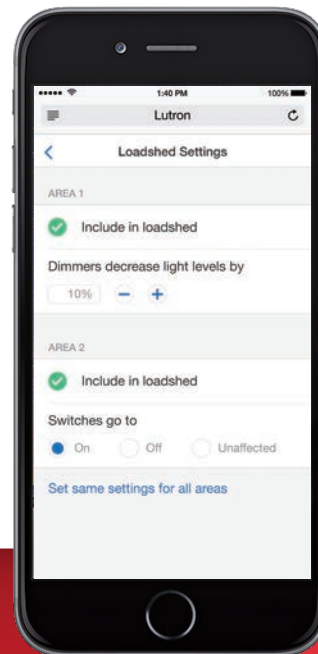 1:40 PM 100%
Lutron
Loadshed Settings
AREA 1
Include in loadshed
Dimmers decrease light levels by
10%
AREA 2
Include in loadshed
Switches go to
On Off Unaffected
Set same settings for all areas